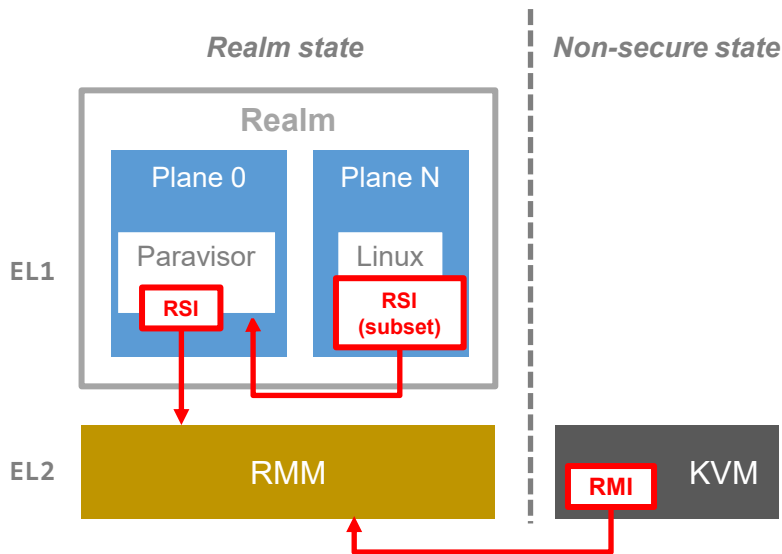 Realm state
Non-secure state
Realm
Plane 0
Plane N
EL1
Paravisor
Linux
RSI
RSI
(subset)
EL2
RMM
RMI
KVM